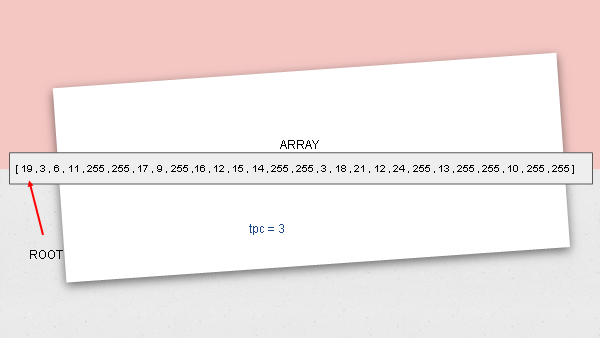 ARRAY
[ 19 , 3 , 6 , 11 , 255 , 255 , 17 , 9 , 255 ,16 , 12 , 15 , 14 , 255 , 255 , 3 , 18 , 21 , 12 , 24 , 255 , 13 , 255 , 255 , 10 , 255 , 255 ]
tpc = 3
ROOT